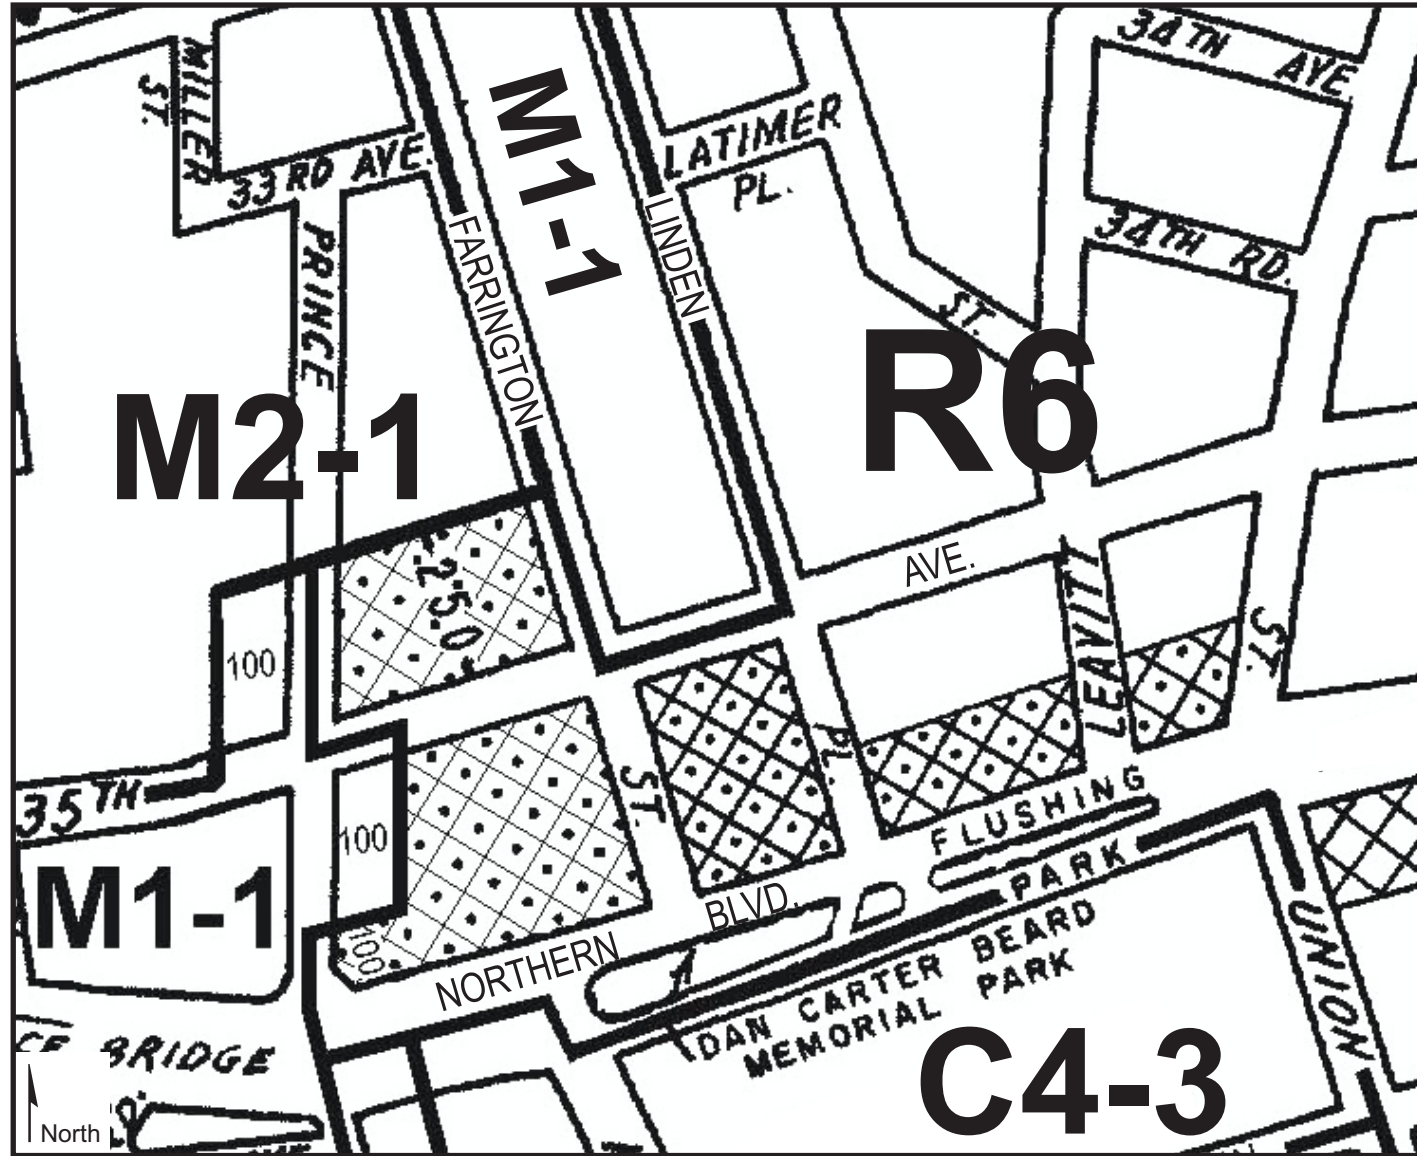 34TH AVE
MILLER
ST.
M1-1
LATIMER
PL.
33RD AVE.
PRINCE
FARRINGTON
LINDEN
34TH RD.
ST.
R6
M2-1
250
AVE.
LEAVITT
ST.
100
PL.
35TH
ST.
FLUSHING
100
PARK
M1-1
BLVD.
UNION
100
NORTHERN
DAN CARTER BEARD
MEMORIAL PARK
BRIDGE
C4-3
North